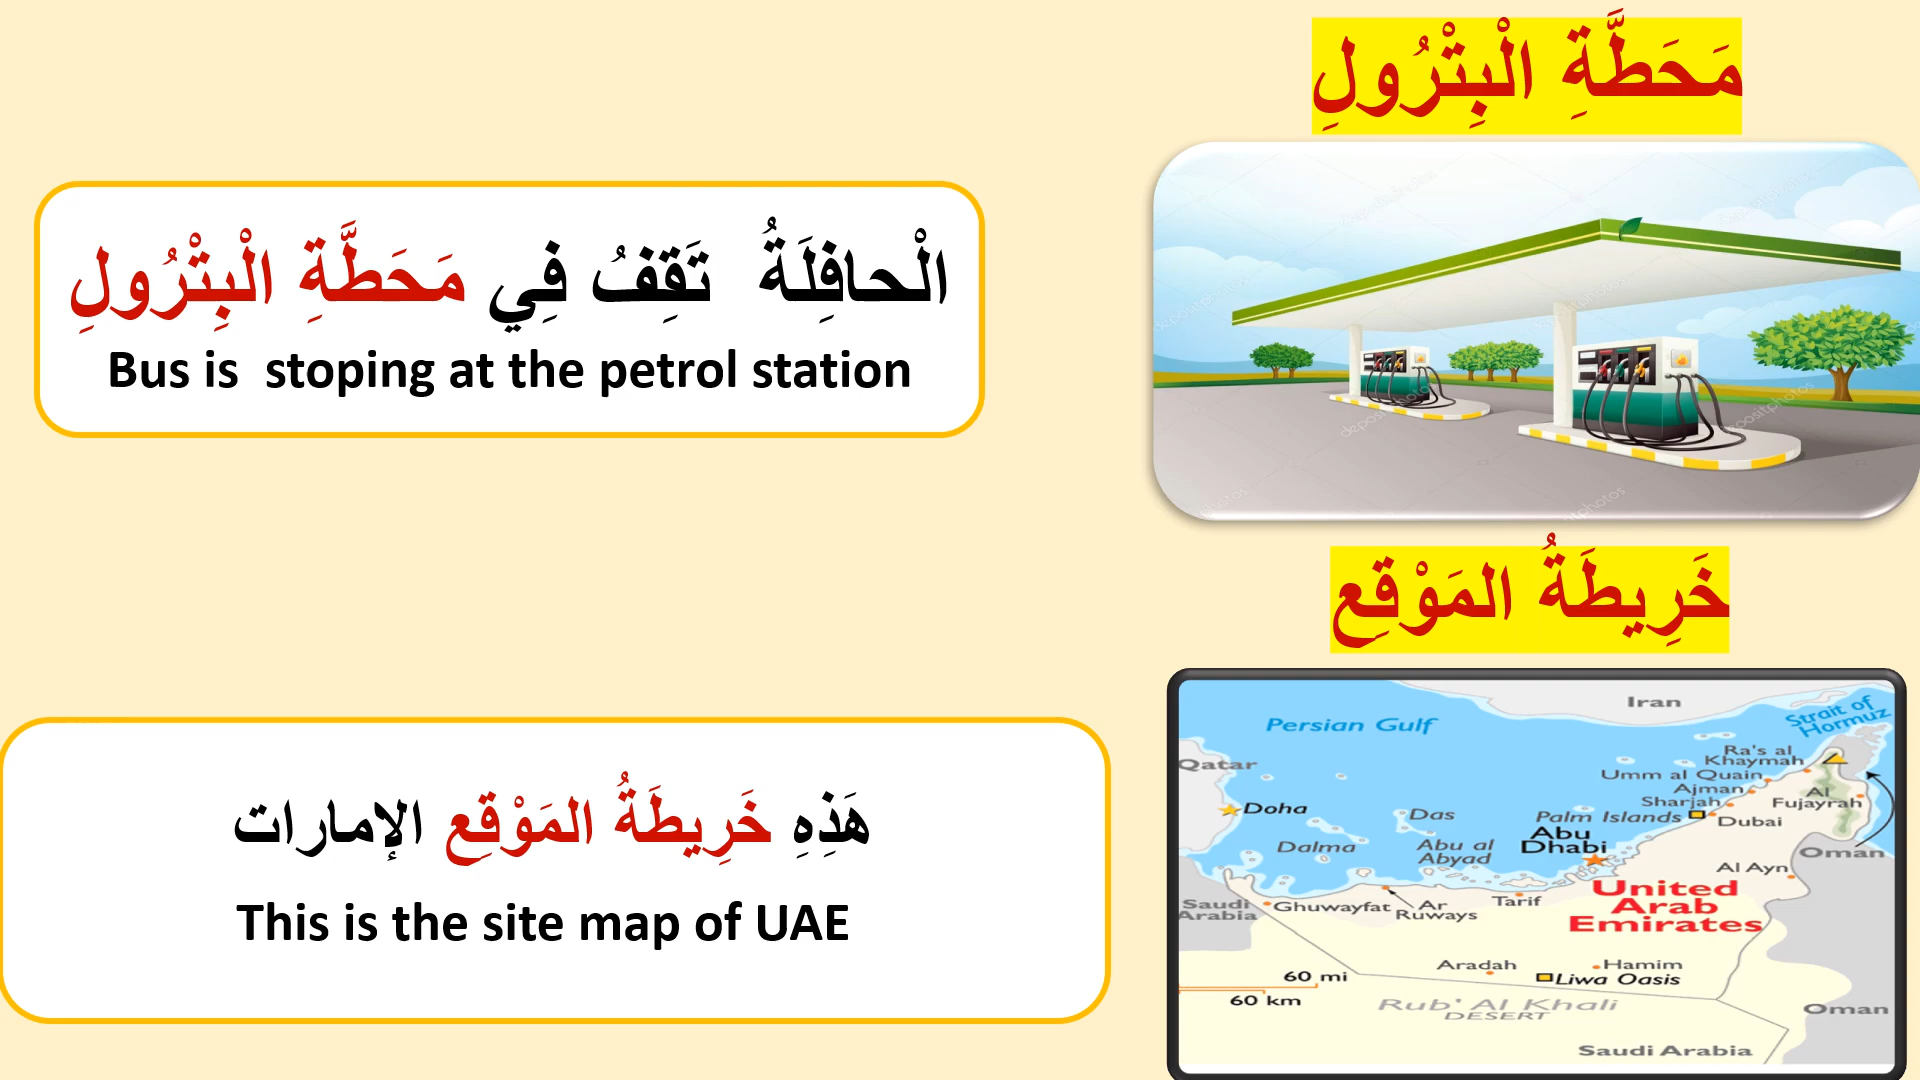 مَحَطَّةِ الْبِتْرُولِ
الْحافِلَةُ تَقِفُ فِي مَحَطَّةِ الْبِتْرُولِ
Bus is stoping at the petrol station
depositphotos
خَرِيطَةُ المَوْقِع
هَذِهِ خَرِيطَةُ المَوْقِع الإمارات
This is the site map of UAE
Iran
Persian Gulf
Strait of
Hormuz
Qatar
Ra's al
Khaymah
Umm al Quain
Ajman
Sharjah
Al
Fujayrah
Doha
Das
Palm Islands
Dubai
Abu
Dhabi
Dalma
Abu al
Abyad
Oman
Al Ayn
United
Arab
Emirates
Saudi
Arabia
Ghuwayfat
Ar
Ruways
Tarif
Aradah
Hamim
60 mi
Liwa Oasis
60 km
Rub' Al Khali
DESERT
Oman
Saudi Arabia